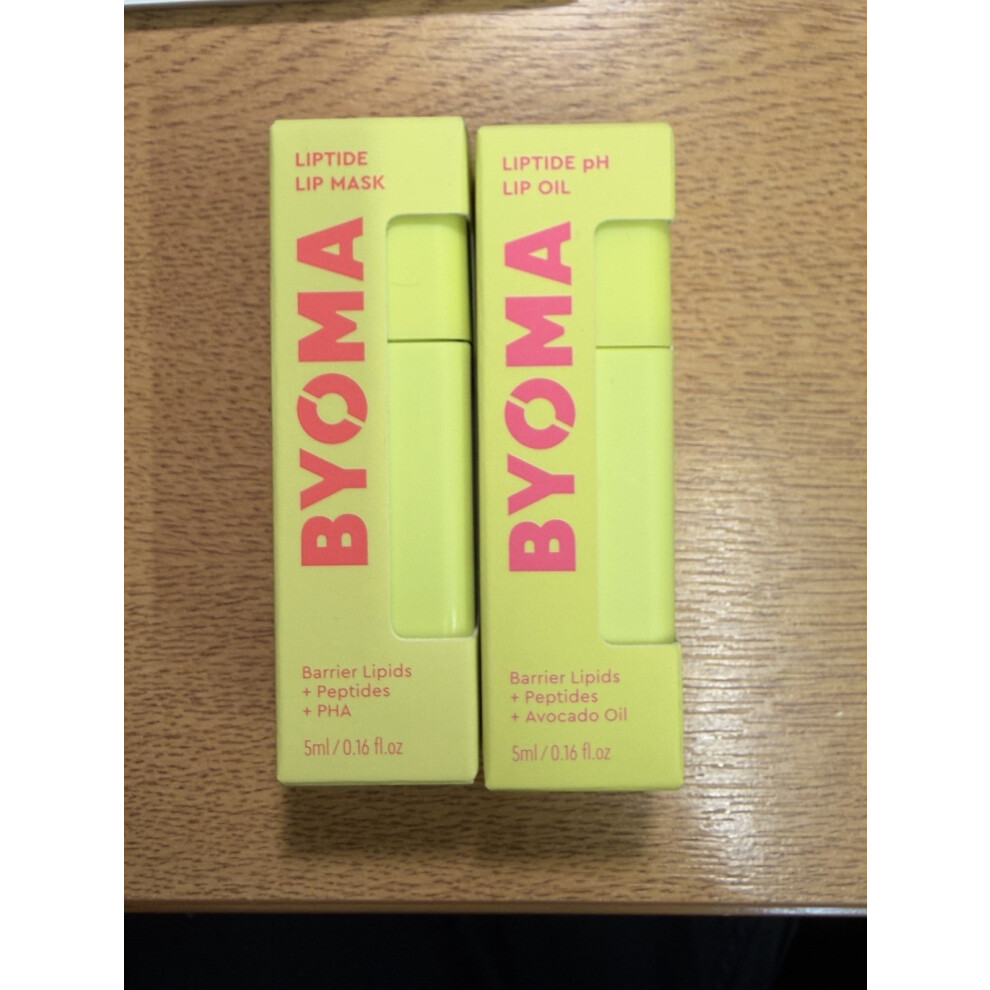 LIPTIDE
LIP MASK
BYOMA
Barrier Lipids
+ Peptides
+ PHA
5ml / 0.16 fl.oz
LIPTIDE pH
LIP OIL
BYOMA
Barrier Lipids
+ Peptides
+ Avocado Oil
5ml / 0.16 fl.oz